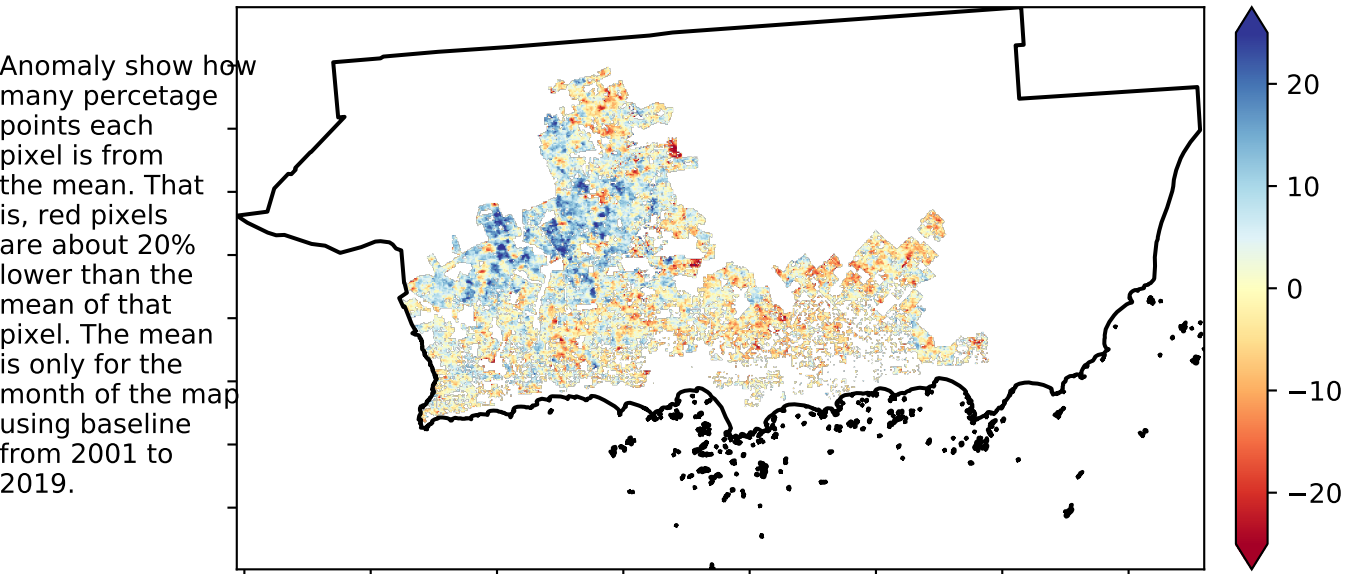 Anomaly show how
many percetage
points each
pixel is from
the mean. That
is, red pixels
are about 20%
lower than the
mean of that
pixel. The mean
is only for the
month of the map
using baseline
from 2001 to
2019.
20
10
0
−10
−20